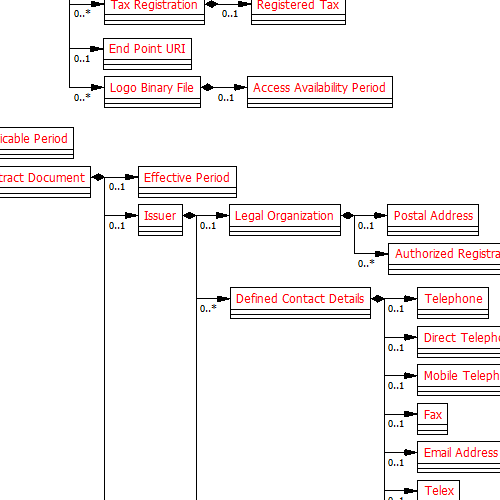 Tax Registration
0..*
0..1
Registered Tax
End Point URI
0..1
Logo Binary File
0..*
0..1
Access Availability Period
icable Period
tract Document
0..1
Effective Period
0..1
Issuer
0..1
Legal Organization
0..1
Postal Address
0..*
Authorized Registra
0..*
Defined Contact Details
0..1
Telephone
0..1
Direct Teleph
0..1
Mobile Teleph
0..1
Fax
0..1
Email Address
0..1
Telex